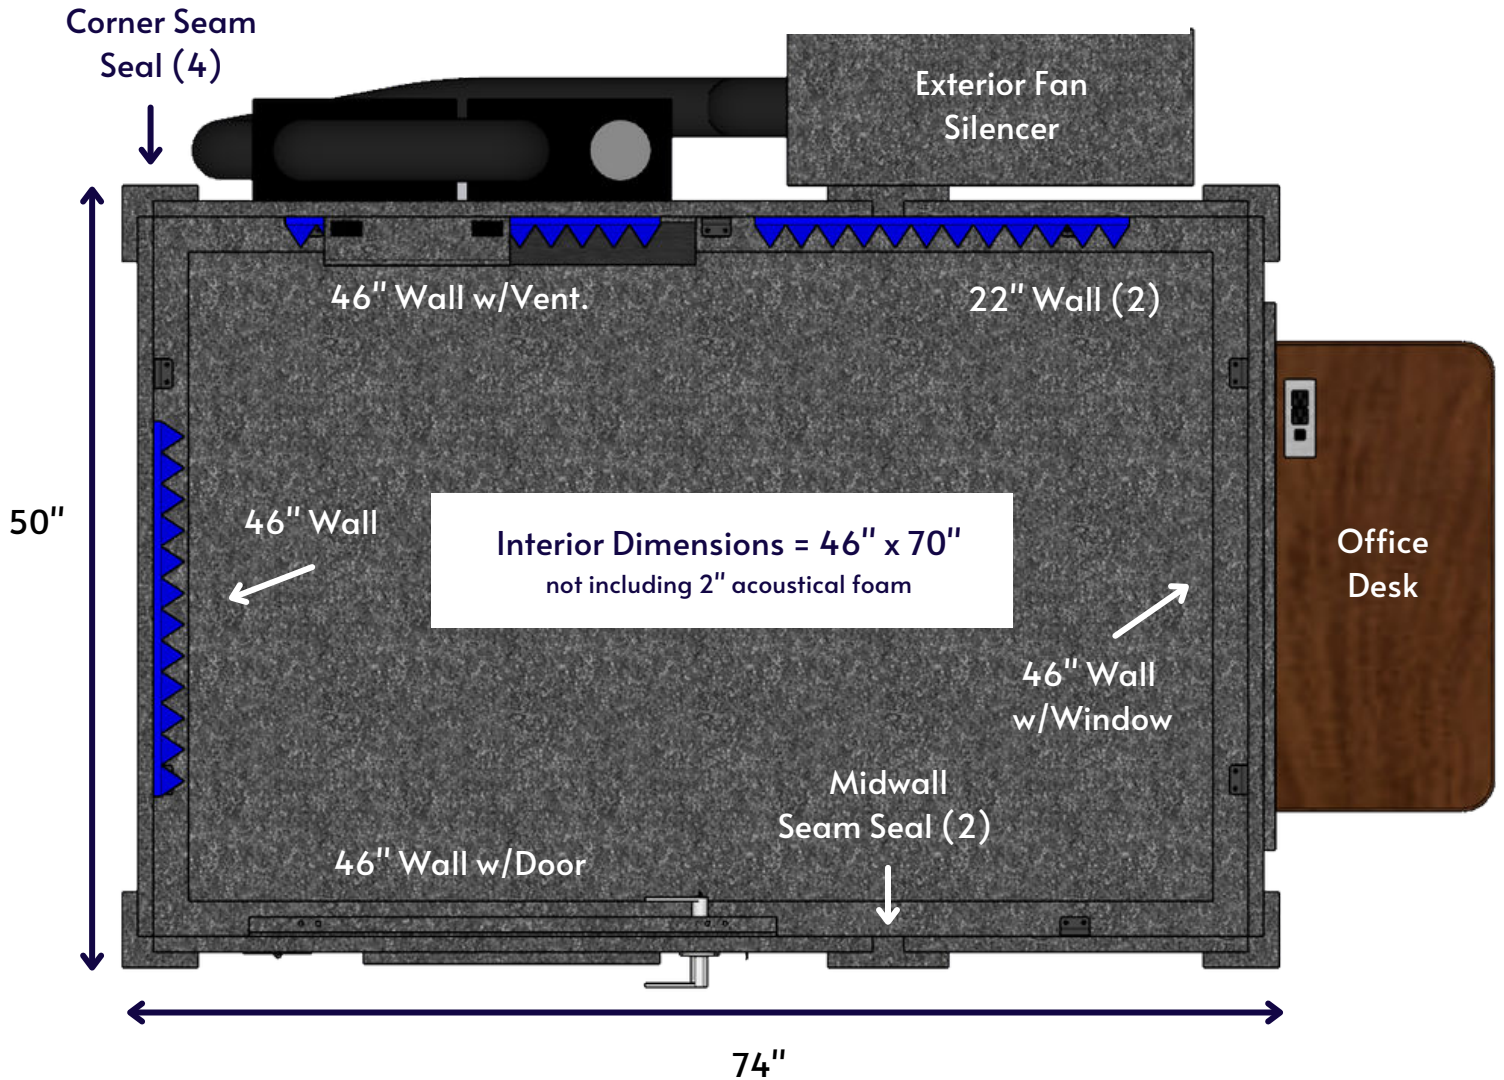 Corner Seam
Seal (4)
Exterior Fan
Silencer
46" Wall w/Vent.
22" Wall (2)
50"
46" Wall
Interior Dimensions = 46" x 70"
not including 2" acoustical foam
Office
Desk
46" Wall
w/Window
Midwall
Seam Seal (2)
46" Wall w/Door
74"